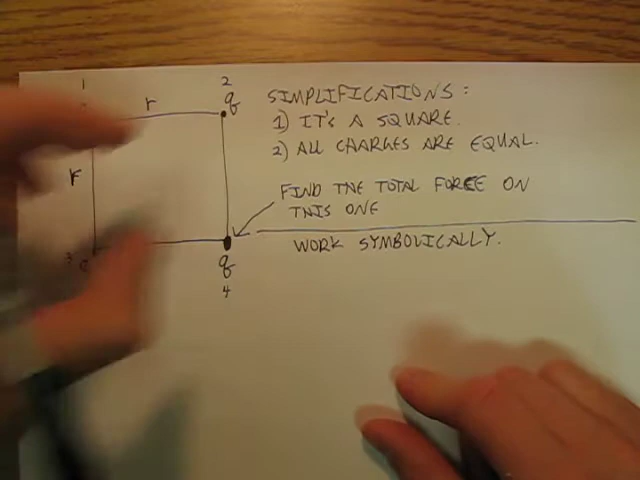 1
2
r
q
SIMPLIFICATIONS:
1) IT'S A SQUARE.
2) ALL CHARGES ARE EQUAL.
r
FIND THE TOTAL FORCE ON
THIS ONE
WORK SYMBOLICALLY.
3
q
4